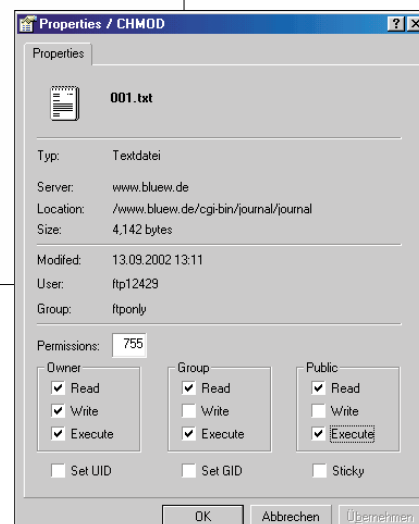 Properties / CHMOD
Properties
001.txt
Typ: Textdatei
Server: www.bluew.de
Location: /www.bluew.de/cgi-bin/journal/journal
Size: 4,142 bytes
Modifed: 13.09.2002 13:11
User: ftp12429
Group: ftponly
Permissions: 755
Owner Group Public
Read Read Read
Write Write Write
Execute Execute Execute
Set UID Set GID Sticky
OK Abbrechen Übernehmen